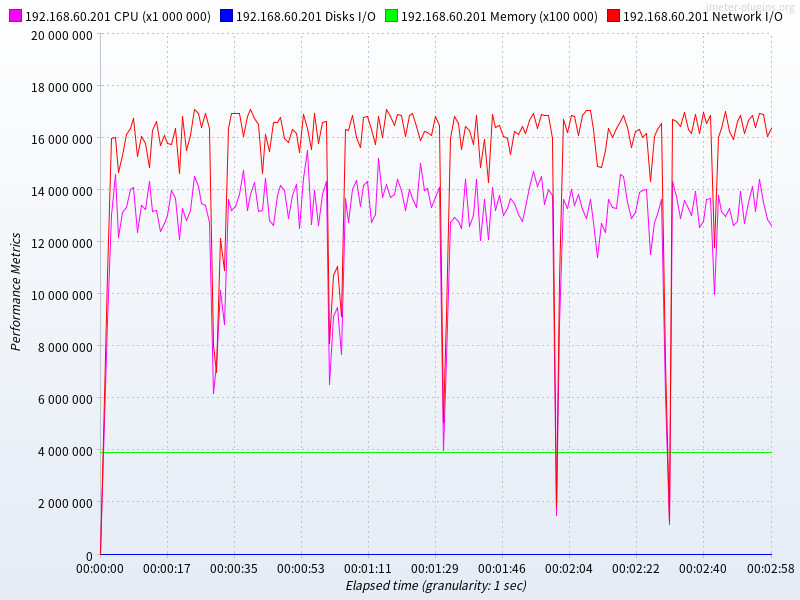 jmeter-plugins.org
192.168.60.201 CPU (x1 000 000) 192.168.60.201 Disks I/O 192.168.60.201 Memory (x100 000) 192.168.60.201 Network I/O
20 000 000
18 000 000
16 000 000
14 000 000
12 000 000
10 000 000
8 000 000
6 000 000
4 000 000
2 000 000
0
Performance Metrics
00:00:00 00:00:17 00:00:35 00:00:53 00:01:11 00:01:29 00:01:46 00:02:04 00:02:22 00:02:40 00:02:58
Elapsed time (granularity: 1 sec)